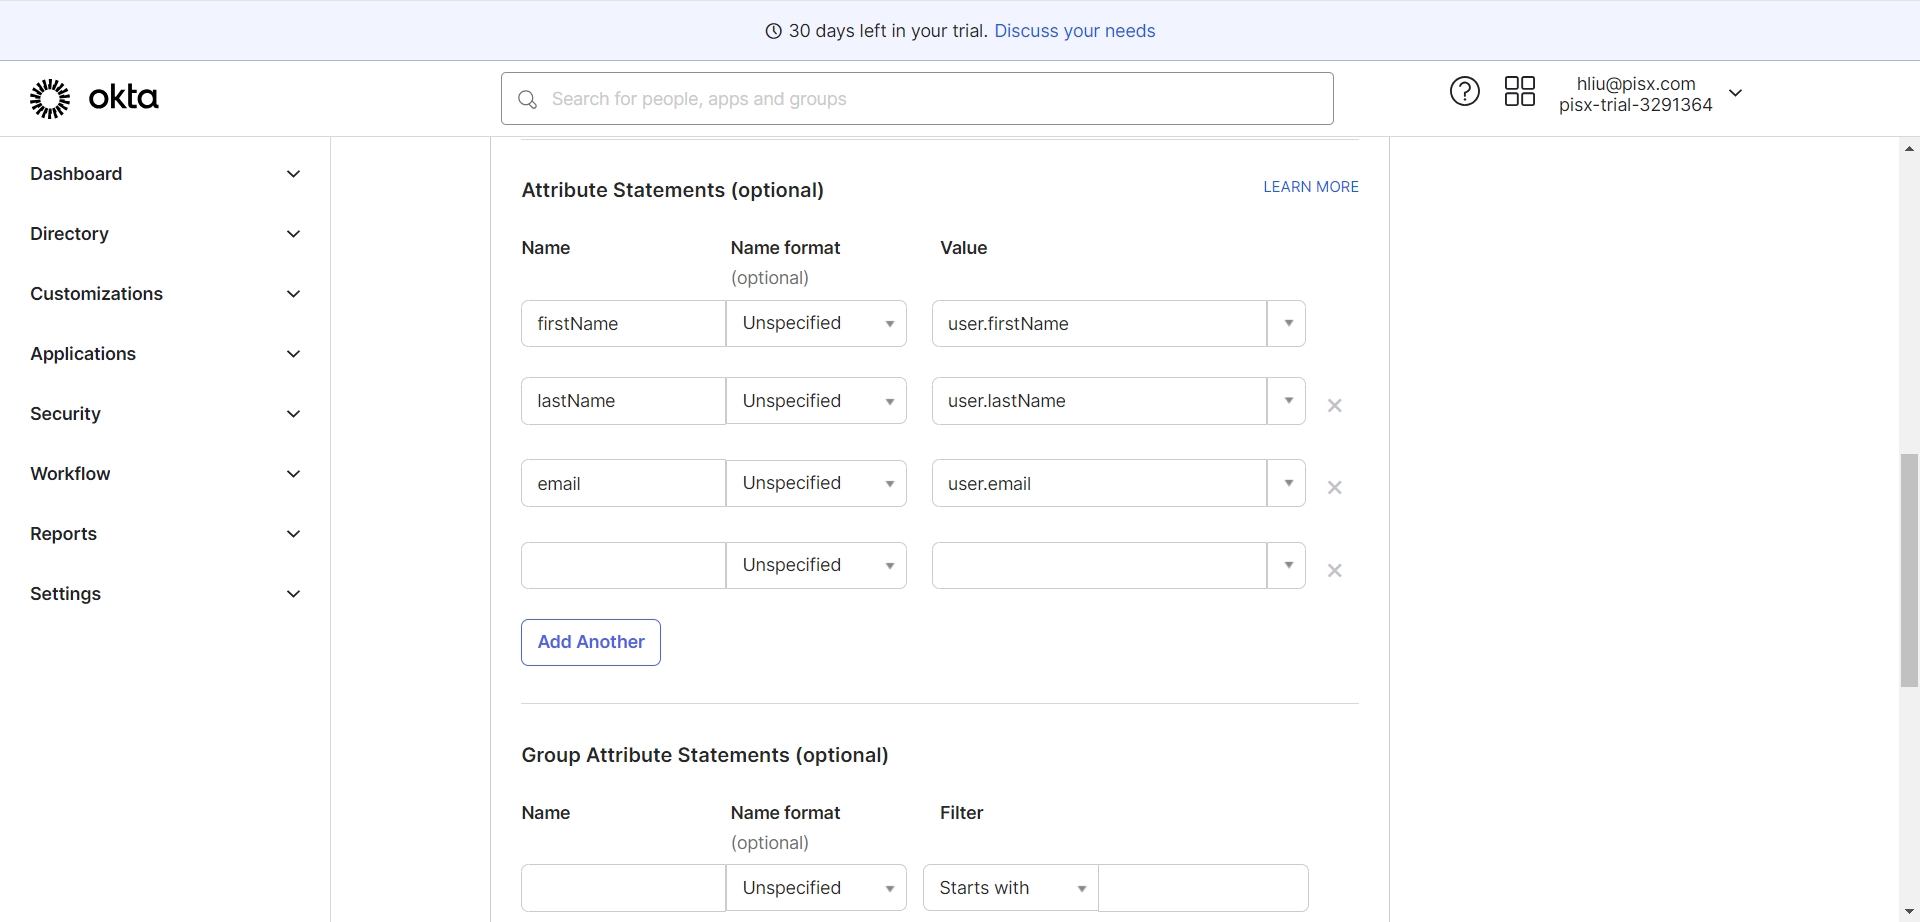 30 days left in your trial. Discuss your needs
okta
Search for people, apps and groups
hliu@pisx.com
pisx-trial-3291364
Dashboard
Directory
Customizations
Applications
Security
Workflow
Reports
Settings
Attribute Statements (optional)
LEARN MORE
Name Name format Value
(optional)
firstName Unspecified user.firstName
lastName Unspecified user.lastName
email Unspecified user.email
Unspecified
Add Another
Group Attribute Statements (optional)
Name Name format Filter
(optional)
Unspecified Starts with